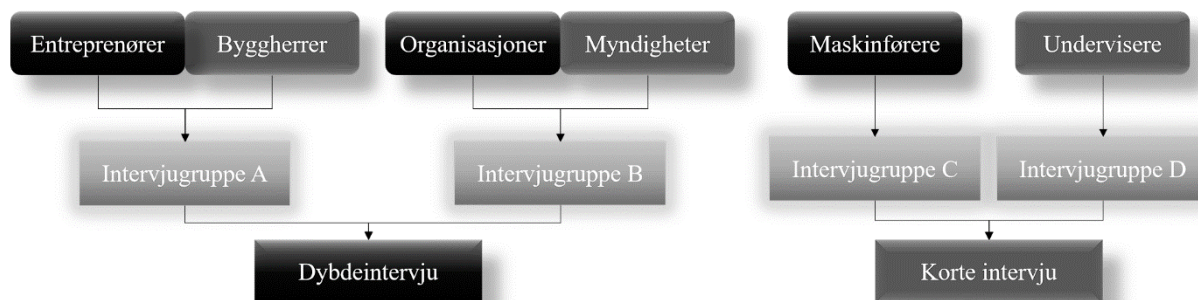 Entreprenører
Byggherrer
Organisasjoner
Myndigheter
Maskinførere
Undervisere
Intervjugruppe A
Intervjugruppe B
Intervjugruppe C
Intervjugruppe D
Dybdeintervju
Korte intervju